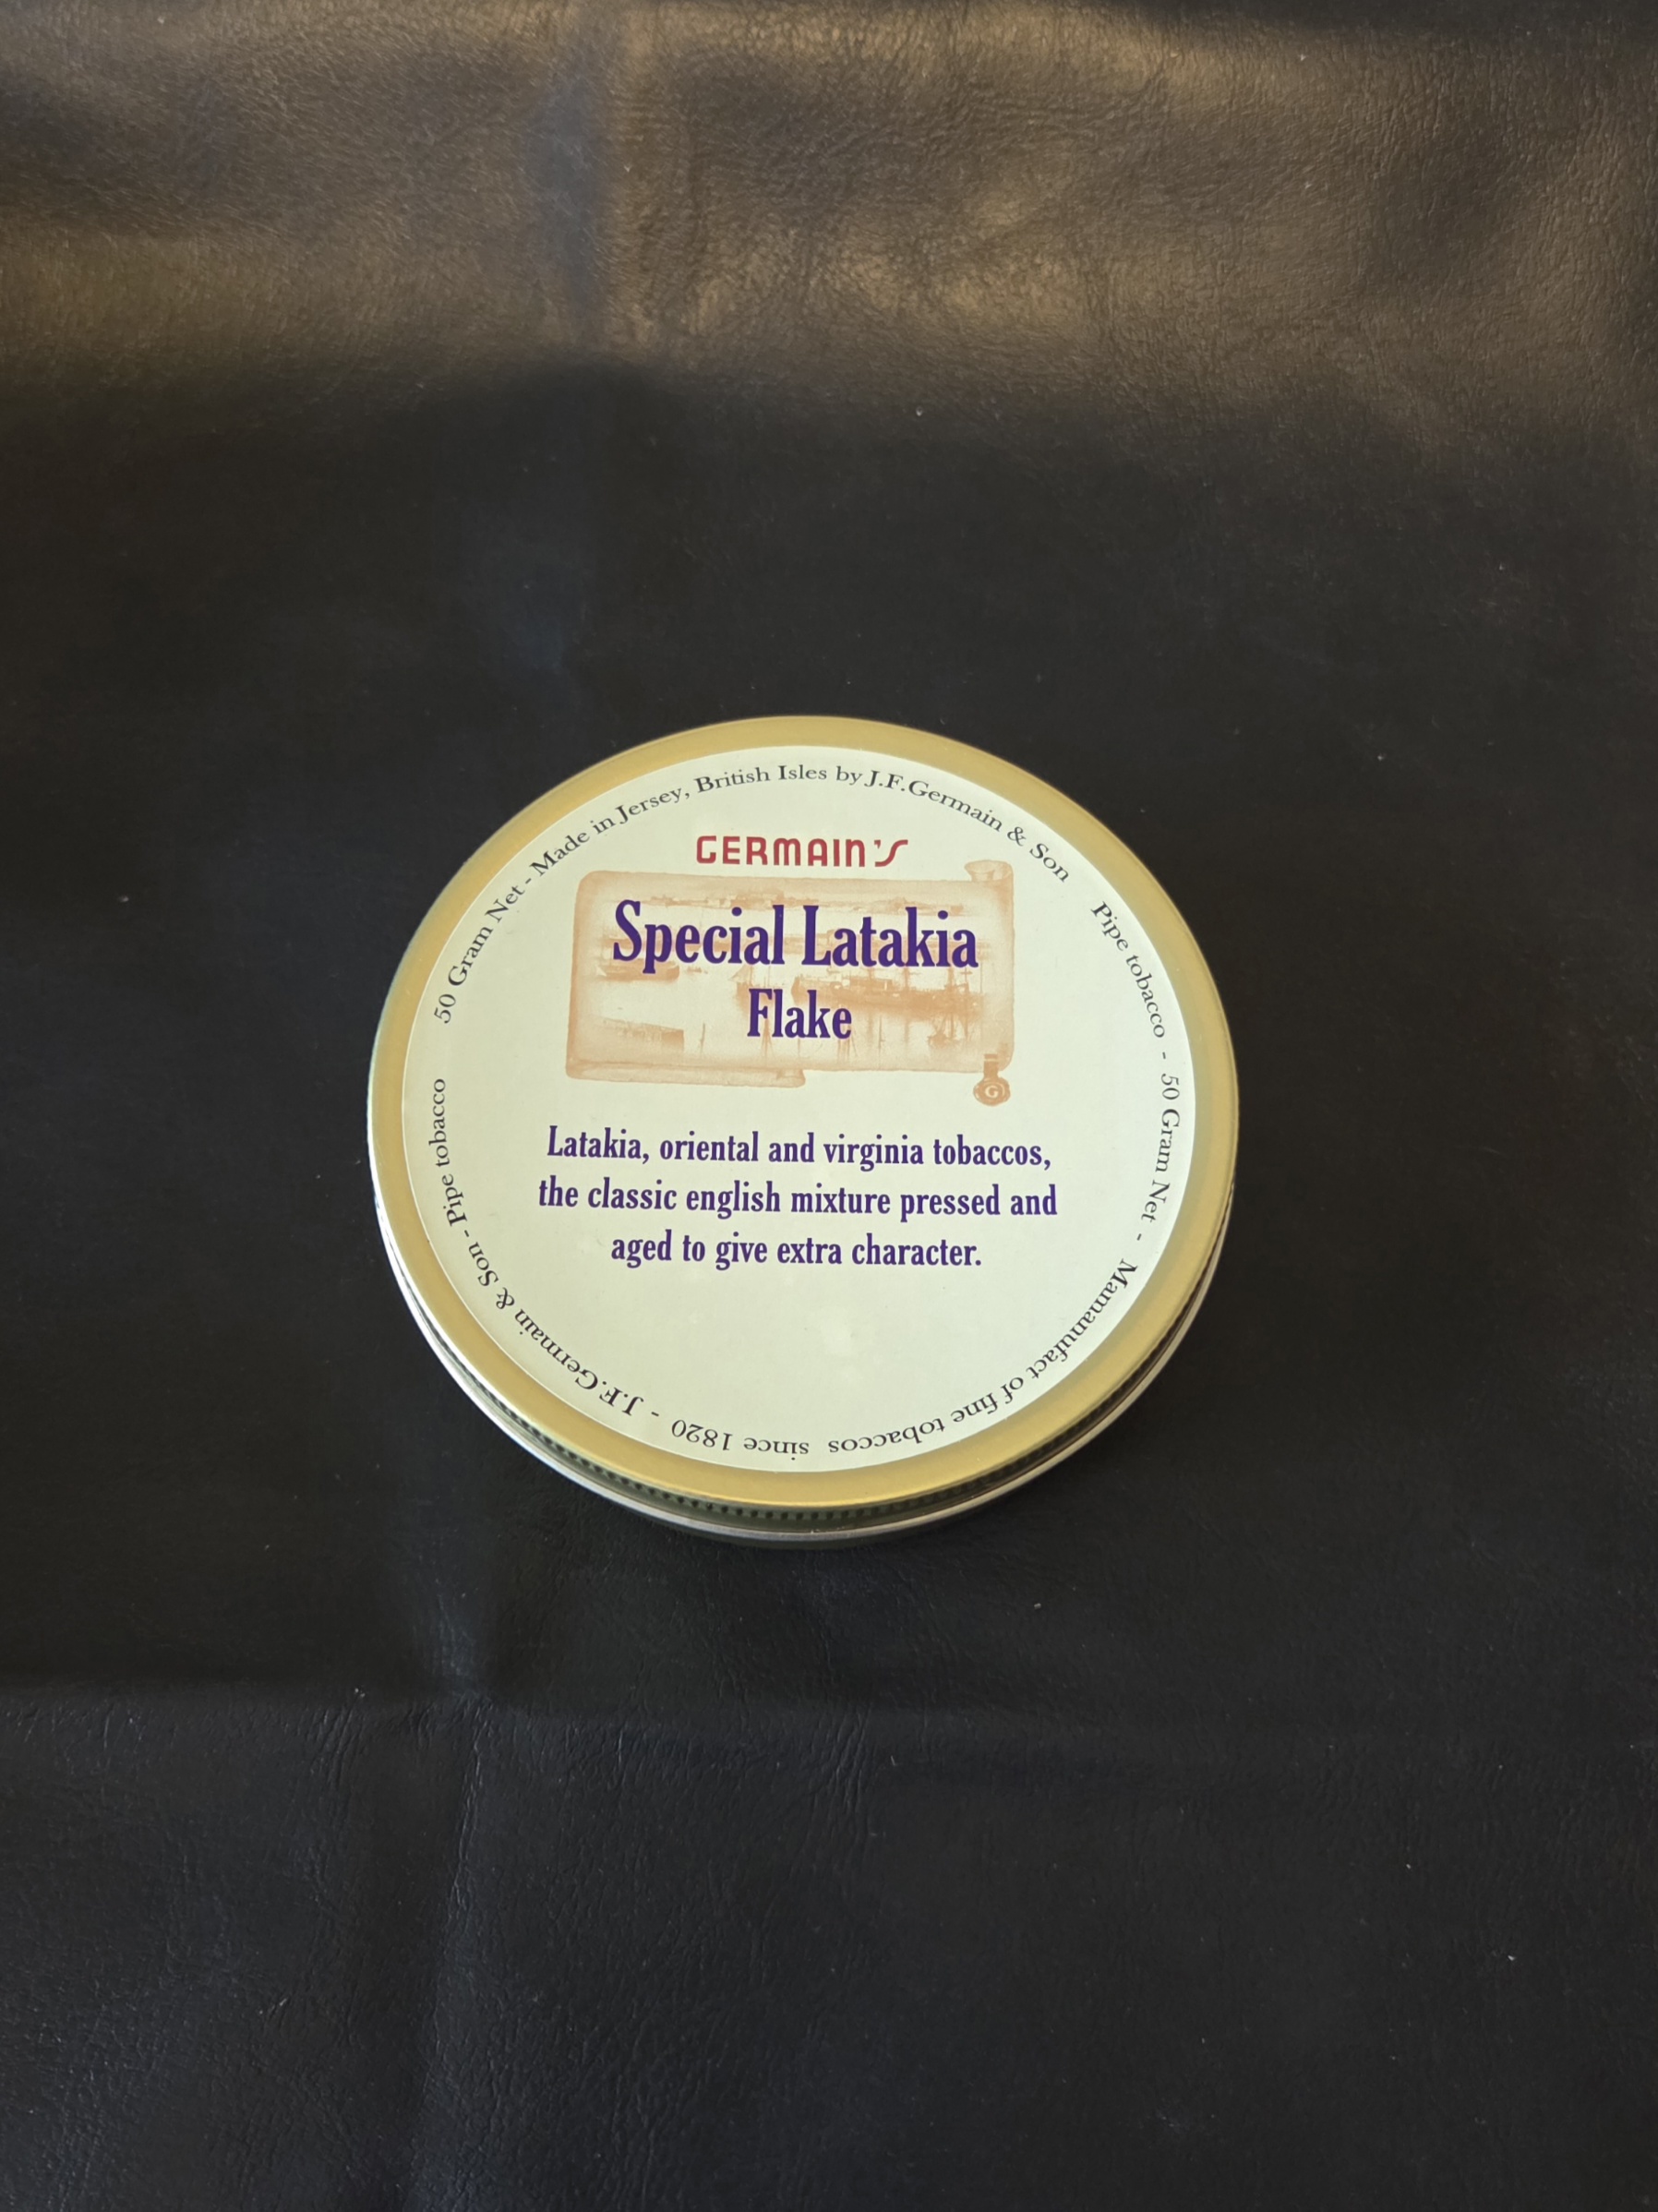 GERMAIN'S
Special Latakia
Flake
Latakia, oriental and virginia tobaccos,
the classic english mixture pressed and
aged to give extra character.
50 Gram Net - Made in Jersey, British Isles by J.F.Germain & Son
Pipe tobacco - 50 Gram Net - Mamanufact of fine tobaccos since 1820 - J.F.Germain & Son - Pipe tobacco
G